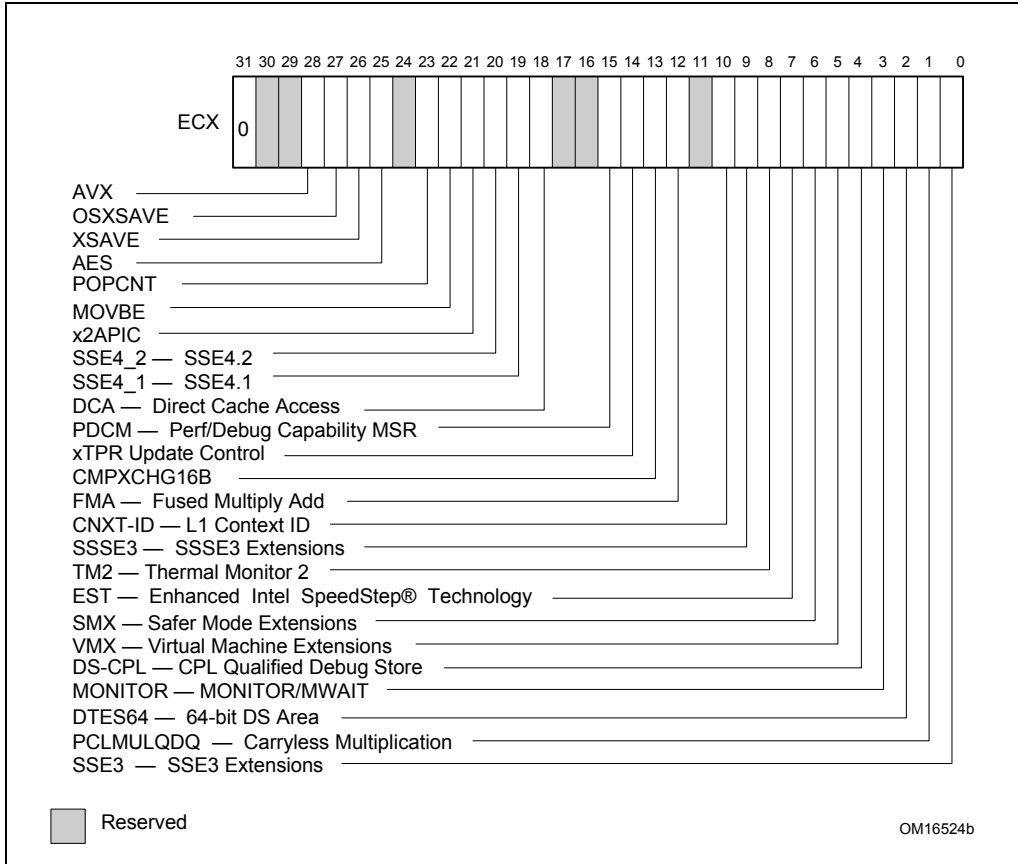 31 30 29 28 27 26 25 24 23 22 21 20 19 18 17 16 15 14 13 12 11 10 9 8 7 6 5 4 3 2 1 0
ECX 0
AVX
OSXSAVE
XSAVE
AES
POPCNT
MOVBE
x2APIC
SSE4_2 — SSE4.2
SSE4_1 — SSE4.1
DCA — Direct Cache Access
PDCM — Perf/Debug Capability MSR
xTPR Update Control
CMPXCHG16B
FMA — Fused Multiply Add
CNXT-ID — L1 Context ID
SSSE3 — SSSE3 Extensions
TM2 — Thermal Monitor 2
EST — Enhanced Intel SpeedStep® Technology
SMX — Safer Mode Extensions
VMX — Virtual Machine Extensions
DS-CPL — CPL Qualified Debug Store
MONITOR — MONITOR/MWAIT
DTES64 — 64-bit DS Area
PCLMULQDQ — Carryless Multiplication
SSE3 — SSE3 Extensions
Reserved
OM16524b